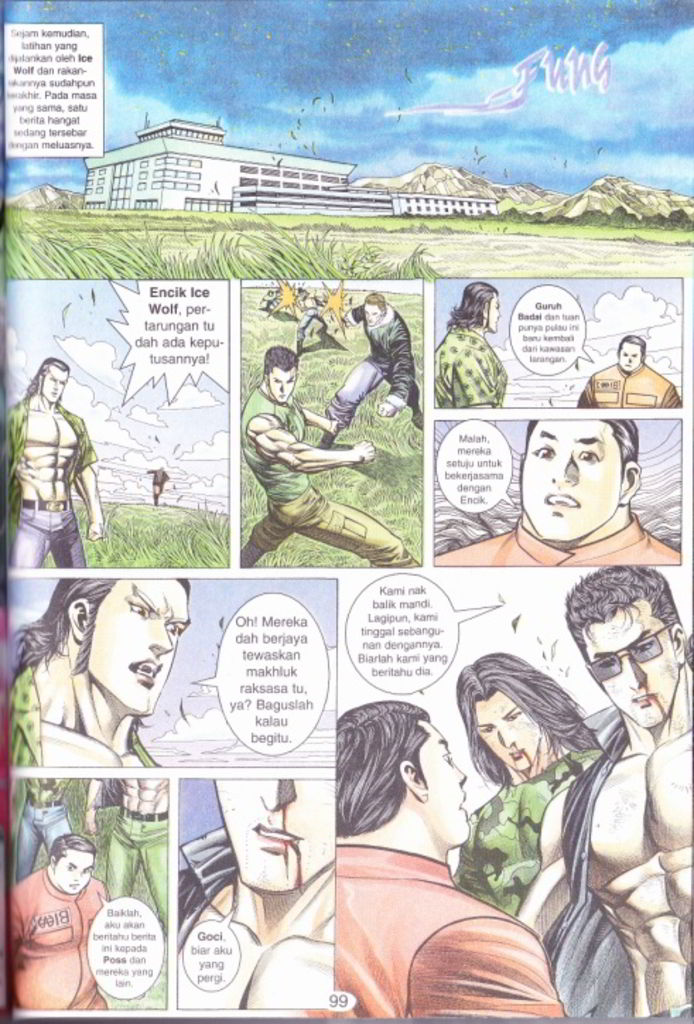 Sejam kemudian,
latihan yang
dijalankan oleh Ice
Wolf dan rakan-
rakannya sudahpun
berakhir. Pada masa
yang sama, satu
berita hangat
sedang tersebar
dengan meluasnya.
FUNG
Encik Ice
Wolf, per-
tarungan tu
dah ada kepu-
tusannya!
Guruh
Badai dan tuan
punya pulau ini
baru kembali
dari kawasan
larangan.
Malah,
mereka
setuju untuk
bekerjasama
dengan
Encik.
Oh! Mereka
dah berjaya
tewaskan
makhluk
raksasa tu,
ya? Baguslah
kalau
begitu.
Kami nak
balik mandi.
Lagipun, kami
tinggal sebangu-
nan dengannya.
Biarlah kami yang
beritahu dia.
Baiklah,
aku akan
beritahu berita
ini kepada
Poss dan
mereka yang
lain.
Goci,
biar aku
yang
pergi.
99